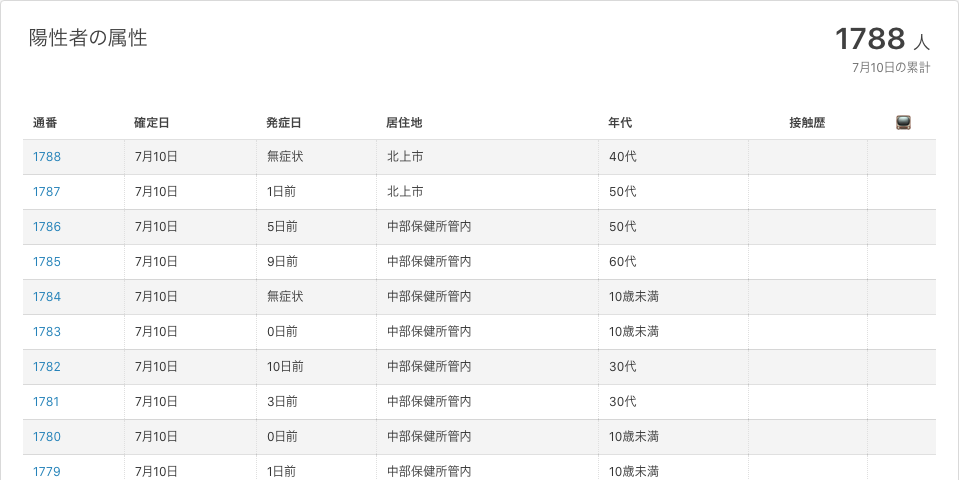 陽性者の属性
1788 人
7月10日の累計
通番 確定日 発症日 居住地 年代 接触歴
1788 7月10日 無症状 北上市 40代
1787 7月10日 1日前 北上市 50代
1786 7月10日 5日前 中部保健所管内 50代
1785 7月10日 9日前 中部保健所管内 60代
1784 7月10日 無症状 中部保健所管内 10歳未満
1783 7月10日 0日前 中部保健所管内 10歳未満
1782 7月10日 10日前 中部保健所管内 30代
1781 7月10日 3日前 中部保健所管内 30代
1780 7月10日 0日前 中部保健所管内 10歳未満
1779 7月10日 1日前 中部保健所管内 10歳未満